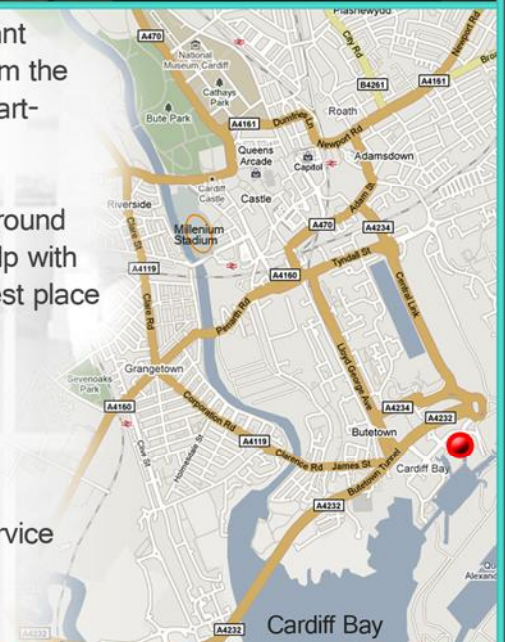 ant
m the
art-
round
lp with
est place
rvice
Plasnewydd
A470
National
Museum Cardiff
City Rd
Newport Rd
B4261
A4161
Cathays
Park
Roath
Bute Park
A4161
Dumfries Ln
Newport Rd
Queens
Arcade
Capitol
Adamsdown
Cardiff
Castle
Castle
Adam St
Riverside
Clare St
Millenium
Stadium
A470
A4234
A4119
Tyndall St
A4160
Clare Rd
Penarth Rd
Central Link
Grangetown
Lloyd George Ave
Sevenoaks
Park
A4160
Corporation Rd
A4234
A4232
Clive St
Holmesdale St
A4119
Butetown
Clarence Rd
James St
Cardiff Bay
Butetown Tunnel
A4232
A4232
A4232
Cardiff Bay